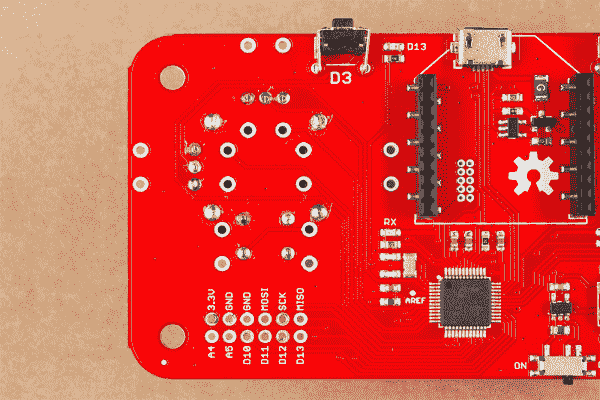 D13
D3
RX
AREF
3.3V GND GND MOSI SCK MISO
A4 A5 D10 D11 D12 D13
ON
G